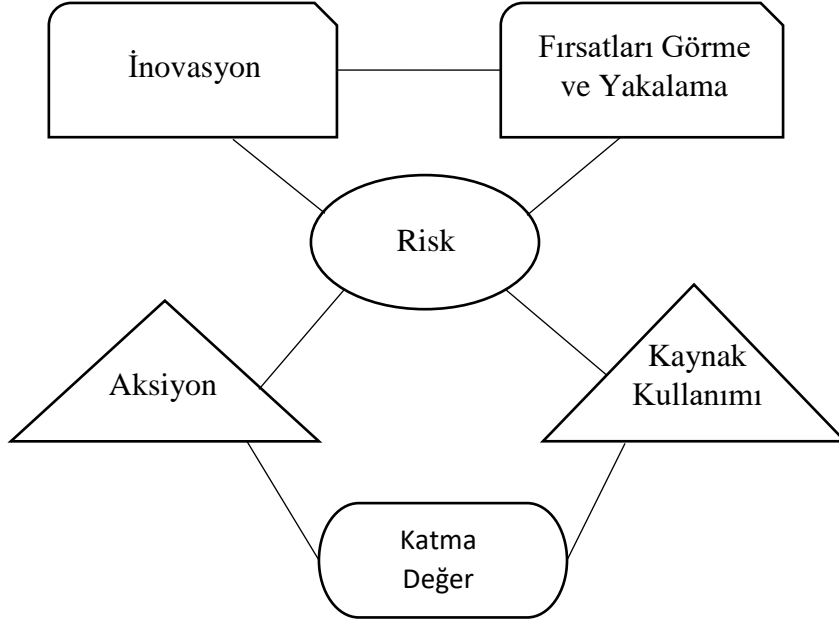 İnovasyon
Fırsatları Görme
ve Yakalama
Risk
Aksiyon
Kaynak
Kullanımı
Katma
Değer